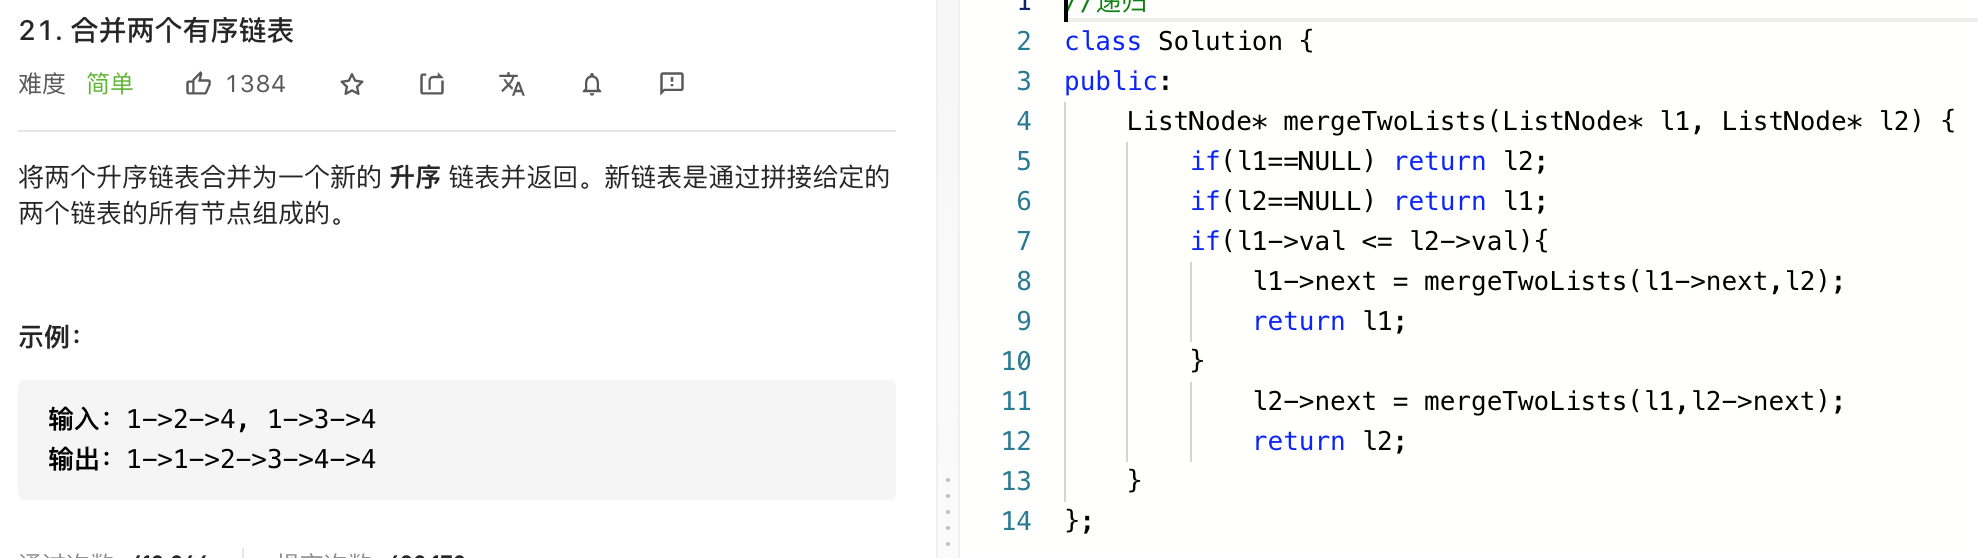 21. 合并两个有序链表
难度 简单 1384
将两个升序链表合并为一个新的 升序 链表并返回。新链表是通过拼接给定的
两个链表的所有节点组成的。
示例：
输入：1->2->4, 1->3->4
输出：1->1->2->3->4->4
1 //递归
2 class Solution {
3 public:
4 ListNode* mergeTwoLists(ListNode* l1, ListNode* l2) {
5 if(l1==NULL) return l2;
6 if(l2==NULL) return l1;
7 if(l1->val <= l2->val){
8 l1->next = mergeTwoLists(l1->next,l2);
9 return l1;
10 }
11 l2->next = mergeTwoLists(l1,l2->next);
12 return l2;
13 }
14 };